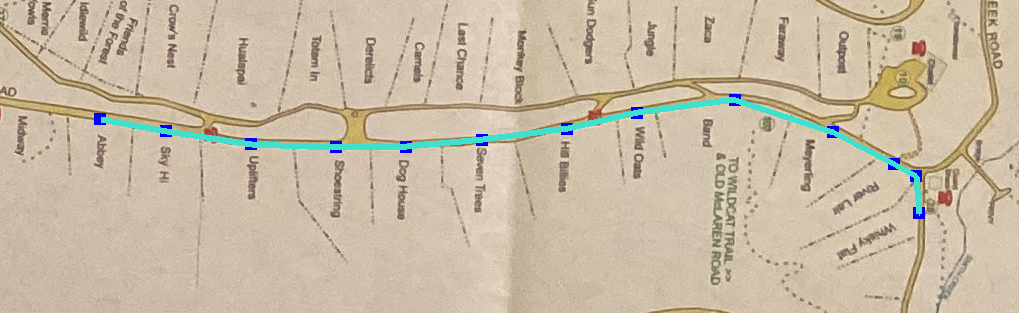 EEK ROAD
AD
Merrie
Idlewild
Friends
of the Forest
Crow's Nest
Hualapai
Totem In
Derelicts
Camels
Last Chance
Monkey Block
un Dodgers
Jungle
Zaca
Faraway
Outpost
Midway
Abbey
Sky Hi
Uplifters
Shoestring
Dog House
Seven Trees
Hill Billies
Wild Oats
Band
Meyerling
River Lair
Whisky Flat
TO WILDCAT TRAIL >>
& OLD McLAREN ROAD